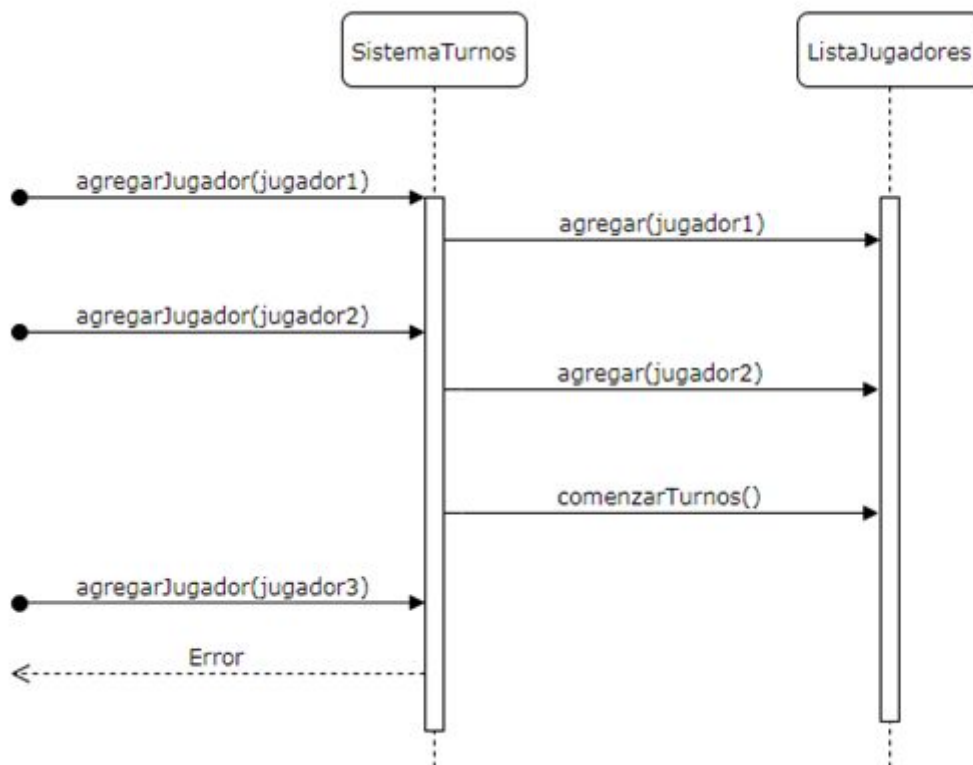 SistemaTurnos
ListaJugadores
agregarJugador(jugador1)
agregar(jugador1)
agregarJugador(jugador2)
agregar(jugador2)
comenzarTurnos()
agregarJugador(jugador3)
Error